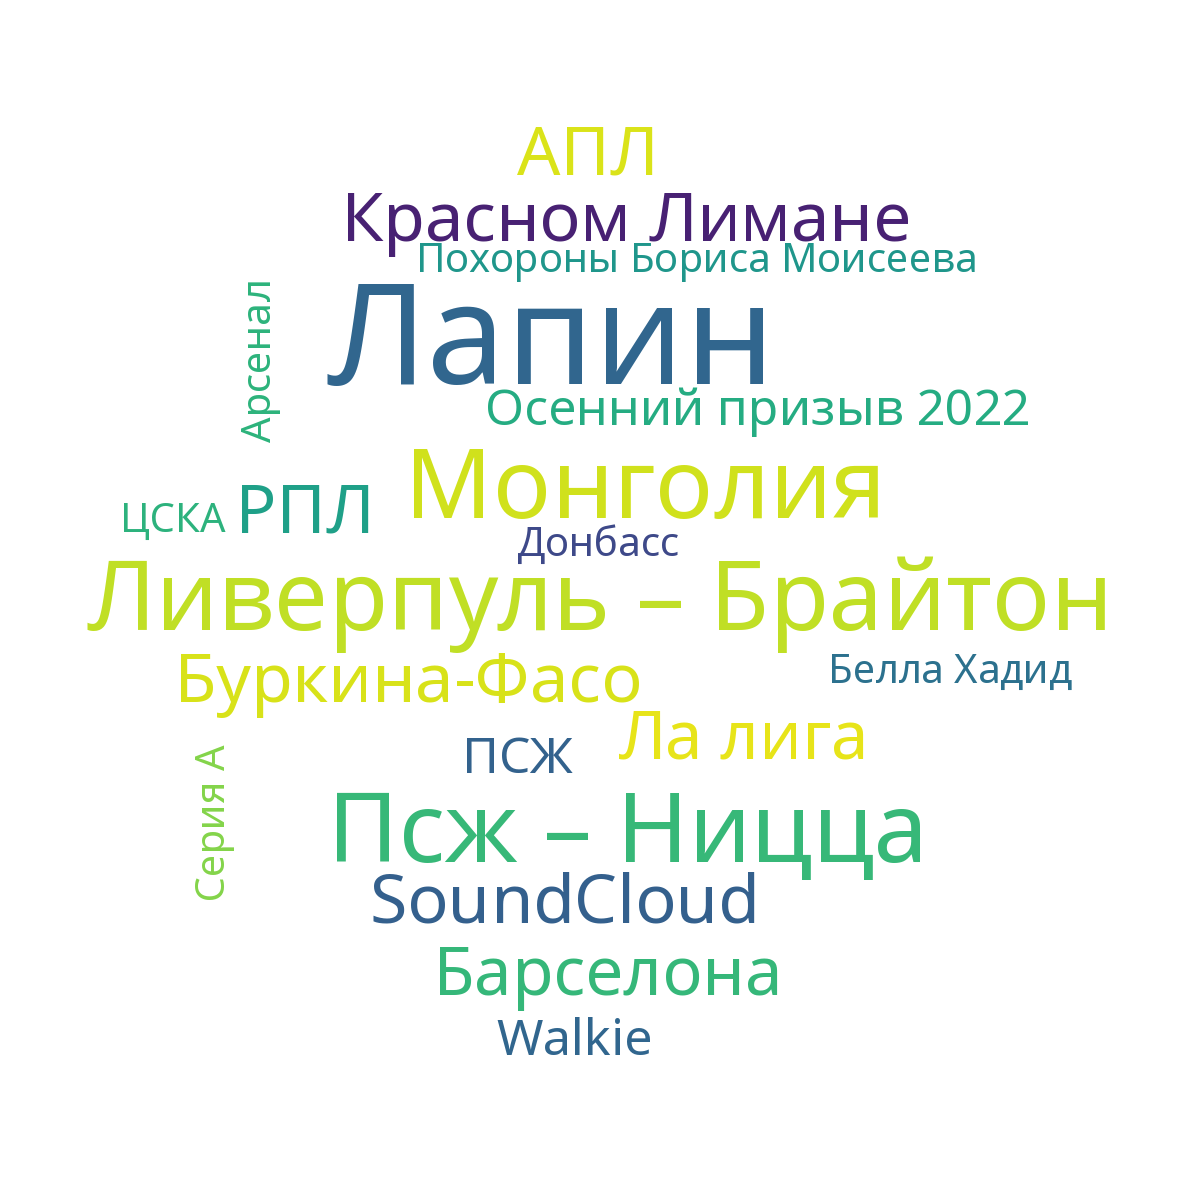 АПЛ
Красном Лимане
Похороны Бориса Моисеева
Арсенал
Лапин
Осенний призыв 2022
Монголия
ЦСКА
РПЛ
Донбасс
Ливерпуль – Брайтон
Буркина-Фасо
Белла Хадид
Ла лига
ПСЖ
Серия А
Псж – Ницца
SoundCloud
Барселона
Walkie